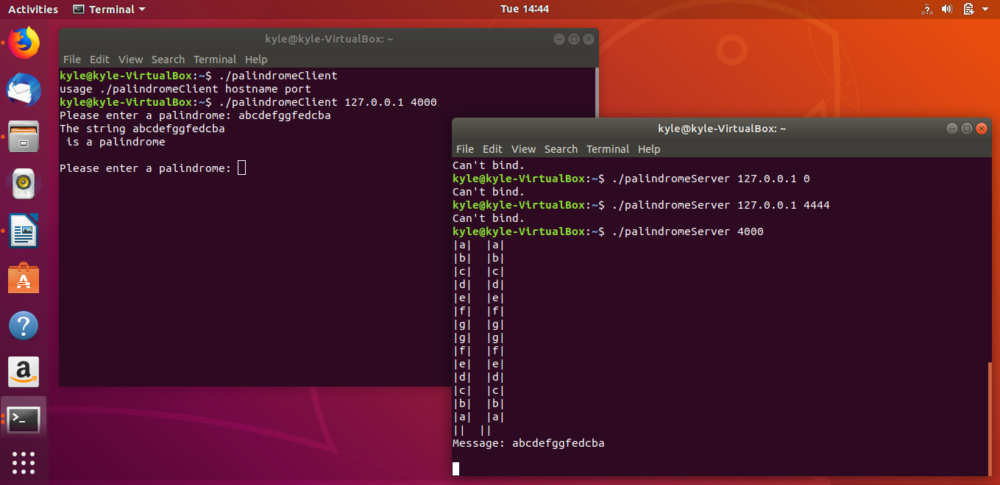 Activities Terminal Tue 14:44
kyle@kyle-VirtualBox: ~
File Edit View Search Terminal Help
kyle@kyle-VirtualBox:~$ ./palindromeClient
usage ./palindromeClient hostname port
kyle@kyle-VirtualBox:~$ ./palindromeClient 127.0.0.1 4000
Please enter a palindrome: abcdefggfedcba
The string abcdefggfedcba
is a palindrome
Please enter a palindrome:
kyle@kyle-VirtualBox: ~
File Edit View Search Terminal Help
Can't bind.
kyle@kyle-VirtualBox:~$ ./palindromeServer 127.0.0.1 0
Can't bind.
kyle@kyle-VirtualBox:~$ ./palindromeServer 127.0.0.1 4444
Can't bind.
kyle@kyle-VirtualBox:~$ ./palindromeServer 4000
|a| |a|
|b| |b|
|c| |c|
|d| |d|
|e| |e|
|f| |f|
|g| |g|
|g| |g|
|f| |f|
|e| |e|
|d| |d|
|c| |c|
|b| |b|
|a| |a|
|| ||
Message: abcdefggfedcba